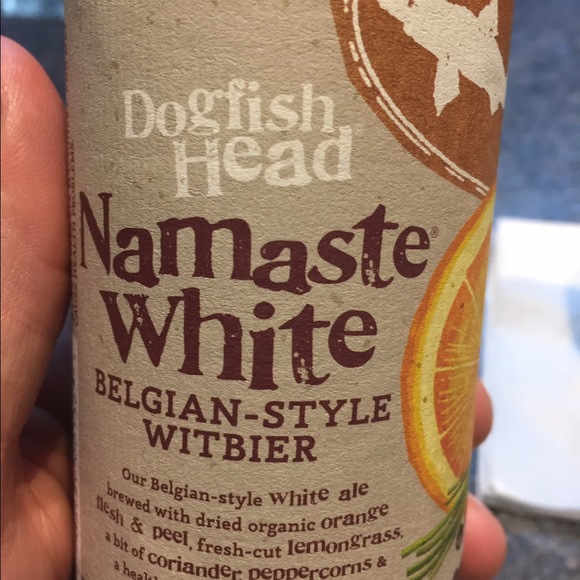 Dogfish
Head
Namaste®
White
BELGIAN-STYLE
WITBIER
Our Belgian-style White ale
brewed with dried organic orange
flesh & peel, fresh-cut lemongrass,
a bit of coriander, peppercorns &
a health